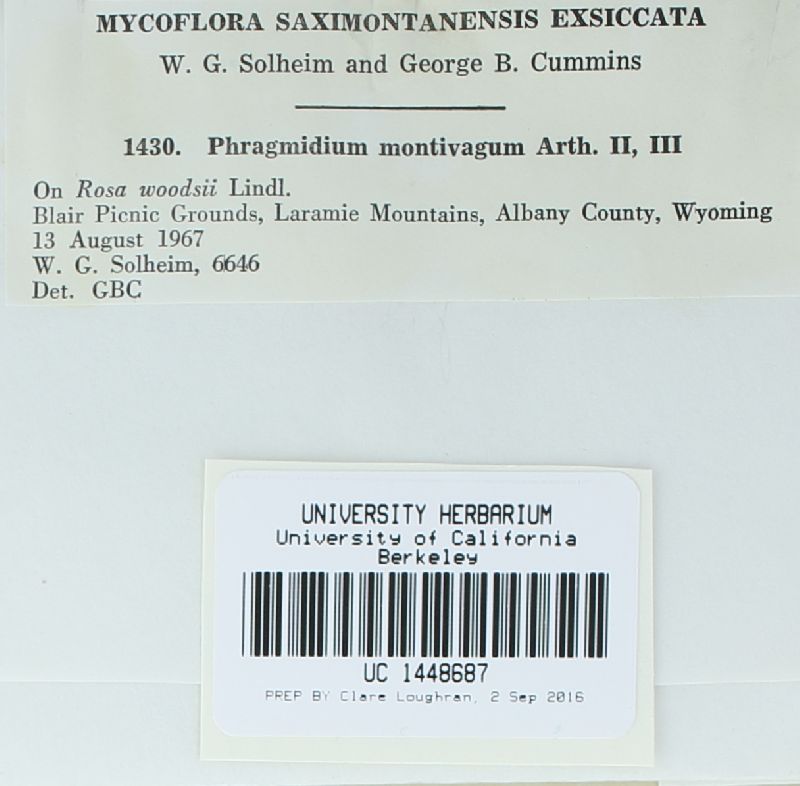 MYCOFLORA SAXIMONTANENSIS EXSICCATA
W. G. Solheim and George B. Cummins
1430. Phragmidium montivagum Arth. II, III
On Rosa woodsii Lindl.
Blair Picnic Grounds, Laramie Mountains, Albany County, Wyoming
13 August 1967
W. G. Solheim, 6646
Det. GBC
UNIVERSITY HERBARIUM
University of California
Berkeley
UC 1448687
PREP BY Clare Loughran, 2 Sep 2016